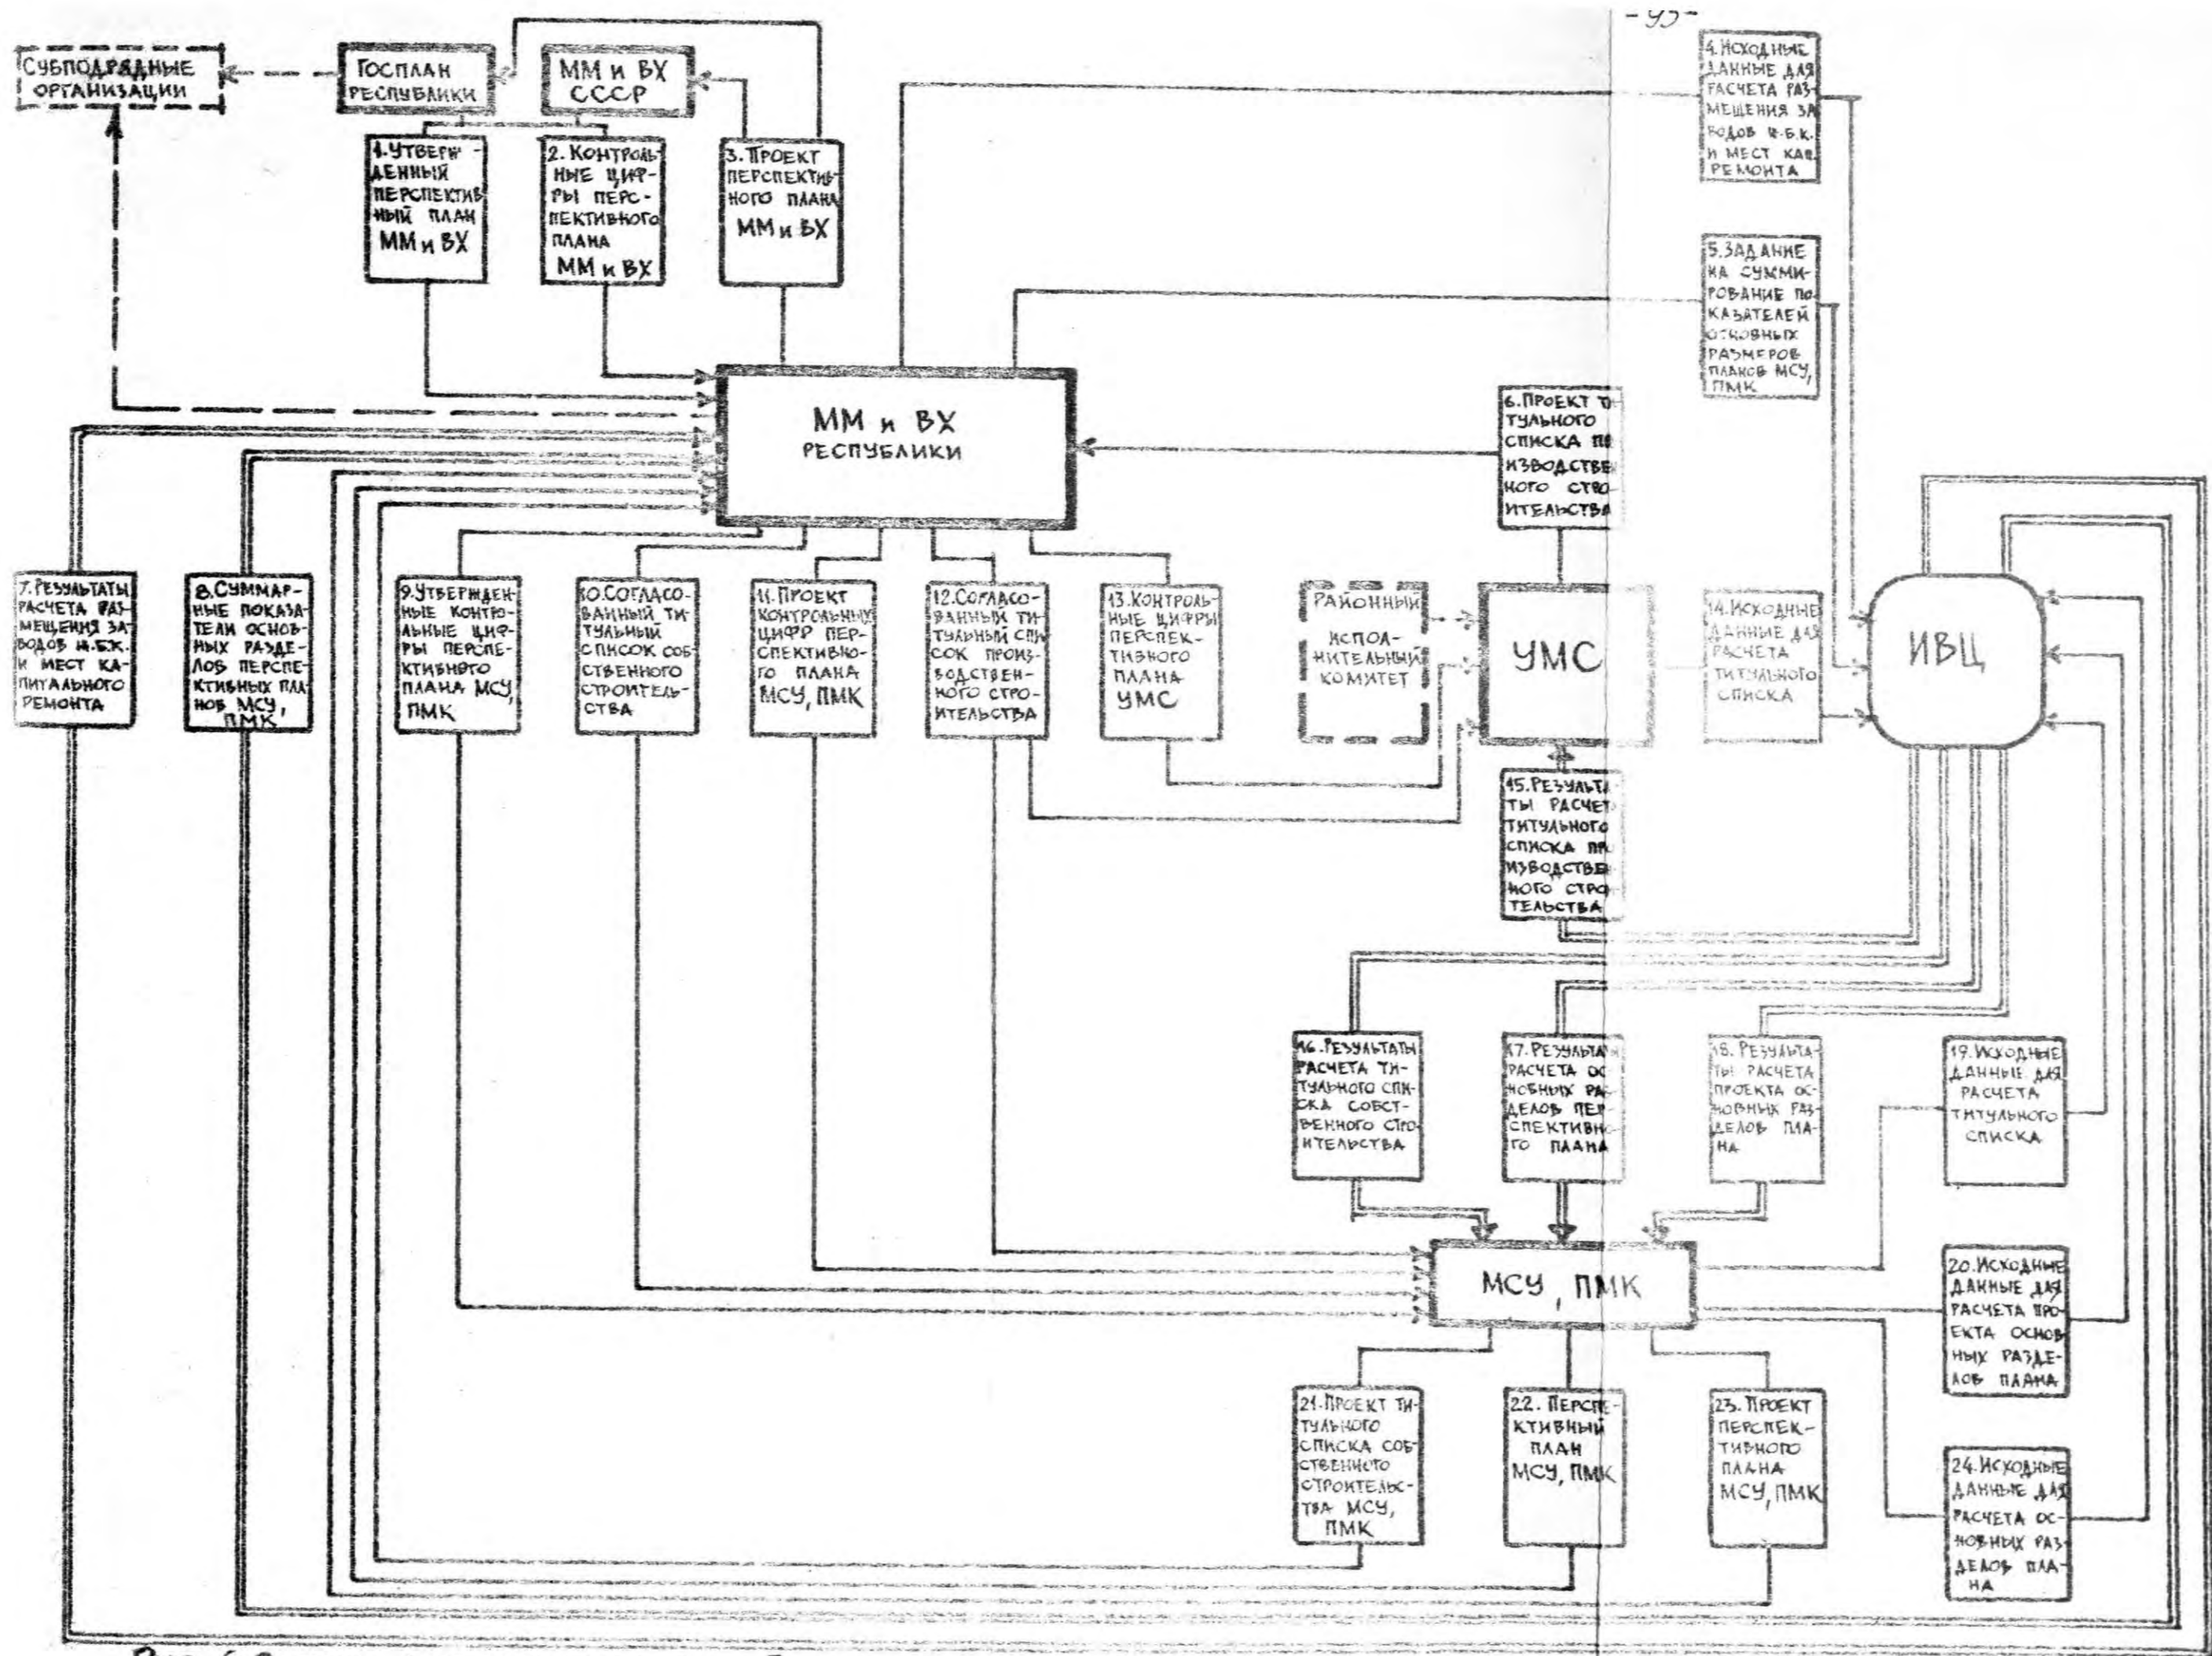 СУБПОДРЯДНЫЕ
ОРГАНИЗАЦИИ
ГОСПЛАН
РЕСПУБЛИКИ
ММ и ВХ
СССР
1. УТВЕРЖ-
ДЕННЫЙ
ПЕРСПЕКТИВ
НЫЙ ПЛАН
ММ и ВХ
2. КОНТРОЛЬ-
НЫЕ ЦИФ-
РЫ ПЕРС-
ПЕКТИВНОГО
ПЛАНА
ММ и ВХ
3. ПРОЕКТ
ПЕРСПЕКТИВ-
НОГО ПЛАНА
ММ и ВХ
4. ИСХОДНЫЕ
ДАННЫЕ ДЛЯ
РАСЧЕТА РАЗ-
МЕЩЕНИЯ ЗА
ВОДОВ Ж.Б.К.
И МЕСТ КАП.
РЕМОНТА
5. ЗАДАНИЕ
НА СУММИ-
РОВАНИЕ ПО-
КАЗАТЕЛЕЙ
ОСНОВНЫХ
РАЗМЕРОВ
ПЛАНОВ МСУ,
ПМК
ММ и ВХ
РЕСПУБЛИКИ
6. ПРОЕКТ ТИ-
ТУЛЬНОГО
СПИСКА ПР
ИЗВОДСТВЕН
НОГО СТРО-
ИТЕЛЬСТВА
7. РЕЗУЛЬТАТЫ
РАСЧЕТА РАЗ-
МЕЩЕНИЯ ЗА-
ВОДОВ Ж.Б.К.
И МЕСТ КА-
ПИТАЛЬНОГО
РЕМОНТА
8. СУММАР-
НЫЕ ПОКАЗА-
ТЕЛИ ОСНОВ-
НЫХ РАЗДЕ-
ЛОВ ПЕРСПЕ-
КТИВНЫХ ПЛА-
НОВ МСУ,
ПМК
9. УТВЕРЖДЕН-
НЫЕ КОНТРО-
ЛЬНЫЕ ЦИФ-
РЫ ПЕРСПЕ-
КТИВНОГО
ПЛАНА МСУ,
ПМК
10. СОГЛАСО-
ВАННЫЙ ТИ-
ТУЛЬНЫЙ
СПИСОК СОБ-
СТВЕННОГО
СТРОИТЕЛЬ-
СТВА
11. ПРОЕКТ
КОНТРОЛЬНЫХ
ЦИФР ПЕР-
СПЕКТИВНО-
ГО ПЛАНА
МСУ, ПМК
12. СОГЛАСО-
ВАННЫЙ ТИ-
ТУЛЬНЫЙ СПИ
СОК ПРОИЗ-
ВОДСТВЕН-
НОГО СТРО-
ИТЕЛЬСТВА
13. КОНТРОЛЬ-
НЫЕ ЦИФРЫ
ПЕРСПЕК-
ТИВНОГО
ПЛАНА
УМС
РАЙОННЫЙ
ИСПОЛ-
НИТЕЛЬНЫЙ
КОМИТЕТ
УМС
14. ИСХОДНЫЕ
ДАННЫЕ ДЛЯ
РАСЧЕТА
ТИТУЛЬНОГО
СПИСКА
ИВЦ
15. РЕЗУЛЬТА-
ТЫ РАСЧЕТ
ТИТУЛЬНОГО
СПИСКА ПРО
ИЗВОДСТВЕН
НОГО СТРО
ТЕЛЬСТВА
16. РЕЗУЛЬТАТЫ
РАСЧЕТА ТИ-
ТУЛЬНОГО СПИ-
СКА СОБСТ-
ВЕННОГО СТРО
ИТЕЛЬСТВА
17. РЕЗУЛЬТАТЫ
РАСЧЕТА ОС
НОВНЫХ РАЗ
ДЕЛОВ ПЕР-
СПЕКТИВНО-
ГО ПЛАНА
18. РЕЗУЛЬТА-
ТЫ РАСЧЕТА
ПРОЕКТА ОС-
НОВНЫХ РАЗ-
ДЕЛОВ ПЛА-
НА
19. ИСХОДНЫЕ
ДАННЫЕ ДЛЯ
РАСЧЕТА
ТИТУЛЬНОГО
СПИСКА
МСУ, ПМК
20. ИСХОДНЫЕ
ДАННЫЕ ДЛЯ
РАСЧЕТА ПРО-
ЕКТА ОСНОВ
НЫХ РАЗДЕ-
ЛОВ ПЛАНА
21. ПРОЕКТ ТИ-
ТУЛЬНОГО
СПИСКА СОБ-
СТВЕННОГО
СТРОИТЕЛЬС-
ТВА МСУ,
ПМК
22. ПЕРСПЕ-
КТИВНЫЙ
ПЛАН
МСУ, ПМК
23. ПРОЕКТ
ПЕРСПЕК-
ТИВНОГО
ПЛАНА
МСУ, ПМК
24. ИСХОДНЫЕ
ДАННЫЕ ДЛЯ
РАСЧЕТА ОС-
НОВНЫХ РАЗ
ДЕЛОВ ПЛА-
НА